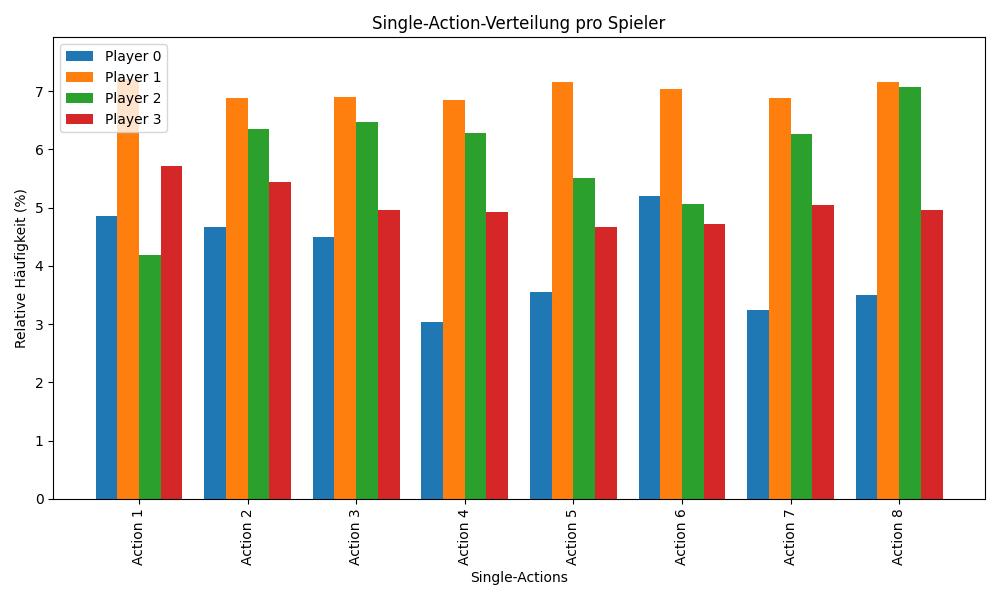 Single-Action-Verteilung pro Spieler
Player 0
Player 1
Player 2
Player 3
Relative Häufigkeit (%)
7
6
5
4
3
2
1
0
Action 1
Action 2
Action 3
Action 4
Action 5
Action 6
Action 7
Action 8
Single-Actions